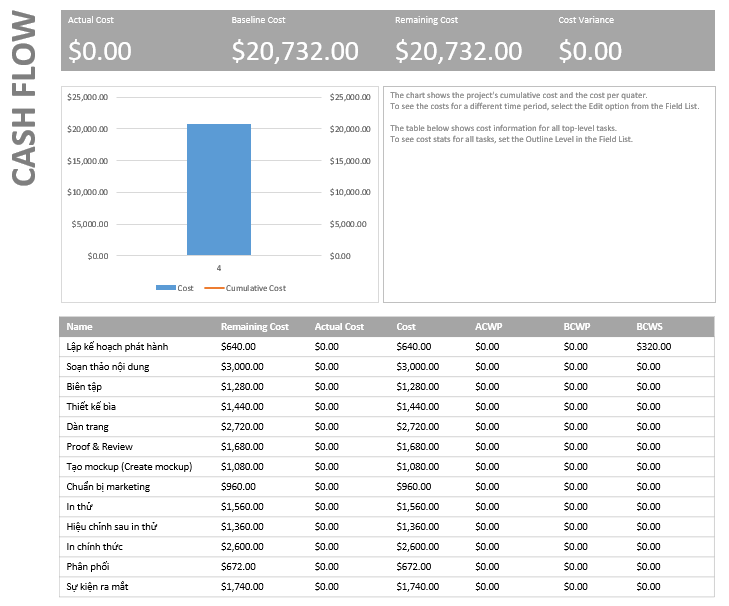 CASH FLOW
Actual Cost Baseline Cost Remaining Cost Cost Variance
$0.00 $20,732.00 $20,732.00 $0.00
$25,000.00 $25,000.00
$20,000.00 $20,000.00
$15,000.00 $15,000.00
$10,000.00 $10,000.00
$5,000.00 $5,000.00
$0.00 $0.00
4
Cost Cumulative Cost
The chart shows the project's cumulative cost and the cost per quater.
To see the costs for a different time period, select the Edit option from the Field List.
The table below shows cost information for all top-level tasks.
To see cost stats for all tasks, set the Outline Level in the Field List.
Name Remaining Cost Actual Cost Cost ACWP BCWP BCWS
Lập kế hoạch phát hành $640.00 $0.00 $640.00 $0.00 $0.00 $320.00
Soạn thảo nội dung $3,000.00 $0.00 $3,000.00 $0.00 $0.00 $0.00
Biên tập $1,280.00 $0.00 $1,280.00 $0.00 $0.00 $0.00
Thiết kế bìa $1,440.00 $0.00 $1,440.00 $0.00 $0.00 $0.00
Dàn trang $2,720.00 $0.00 $2,720.00 $0.00 $0.00 $0.00
Proof & Review $1,680.00 $0.00 $1,680.00 $0.00 $0.00 $0.00
Tạo mockup (Create mockup) $1,080.00 $0.00 $1,080.00 $0.00 $0.00 $0.00
Chuẩn bị marketing $960.00 $0.00 $960.00 $0.00 $0.00 $0.00
In thử $1,560.00 $0.00 $1,560.00 $0.00 $0.00 $0.00
Hiệu chỉnh sau in thử $1,360.00 $0.00 $1,360.00 $0.00 $0.00 $0.00
In chính thức $2,600.00 $0.00 $2,600.00 $0.00 $0.00 $0.00
Phân phối $672.00 $0.00 $672.00 $0.00 $0.00 $0.00
Sự kiện ra mắt $1,740.00 $0.00 $1,740.00 $0.00 $0.00 $0.00